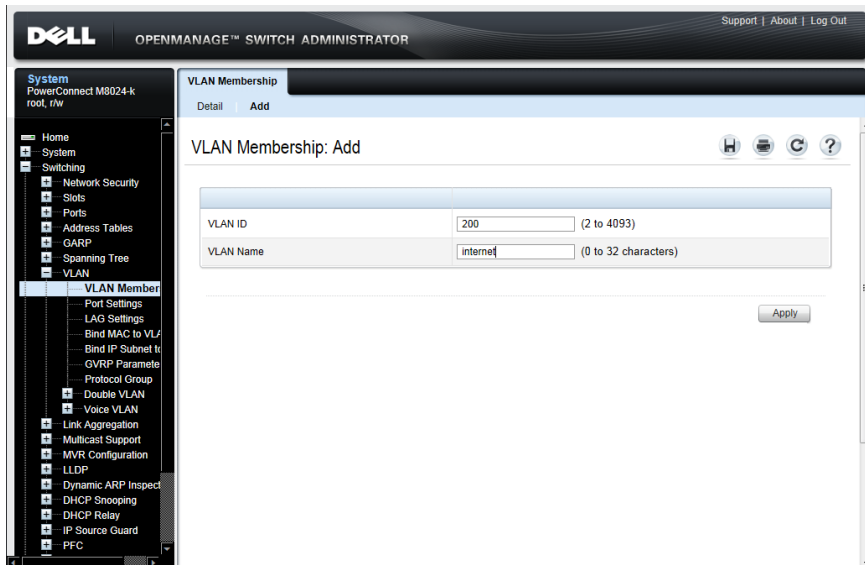 Support | About | Log Out
DELL OPENMANAGE™ SWITCH ADMINISTRATOR
System
PowerConnect M8024-k
root, r/w
Home
System
Switching
Network Security
Slots
Ports
Address Tables
GARP
Spanning Tree
VLAN
VLAN Member
Port Settings
LAG Settings
Bind MAC to VLA
Bind IP Subnet to
GVRP Paramete
Protocol Group
Double VLAN
Voice VLAN
Link Aggregation
Multicast Support
MVR Configuration
LLDP
Dynamic ARP Inspect
DHCP Snooping
DHCP Relay
IP Source Guard
PFC
VLAN Membership
Detail Add
VLAN Membership: Add
VLAN ID 200 (2 to 4093)
VLAN Name internet (0 to 32 characters)
Apply